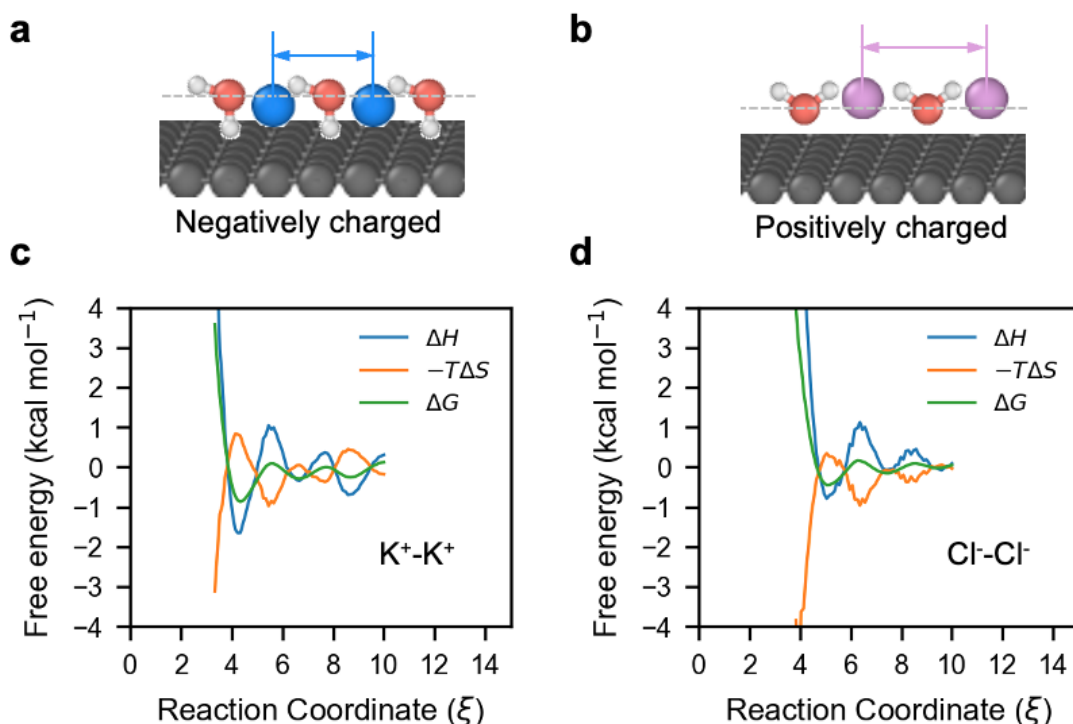 a
b
Negatively charged
Positively charged
c
d
Free energy (kcal mol⁻¹)
4
3
2
1
0
−1
−2
−3
−4
ΔH
−TΔS
ΔG
K⁺-K⁺
0 2 4 6 8 10 12 14
Reaction Coordinate (ξ)
Free energy (kcal mol⁻¹)
4
3
2
1
0
−1
−2
−3
−4
ΔH
−TΔS
ΔG
Cl⁻-Cl⁻
0 2 4 6 8 10 12 14
Reaction Coordinate (ξ)